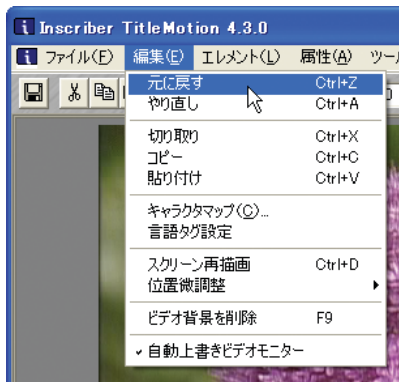 Inscriber TitleMotion 4.3.0
ファイル(F) 編集(E) エレメント(L) 属性(A) ツー
元に戻す Ctrl+Z
やり直し Ctrl+A
切り取り Ctrl+X
コピー Ctrl+C
貼り付け Ctrl+V
キャラクタマップ(C)...
言語タグ設定
スクリーン再描画 Ctrl+D
位置微調整
ビデオ背景を削除 F9
自動上書きビデオモニター